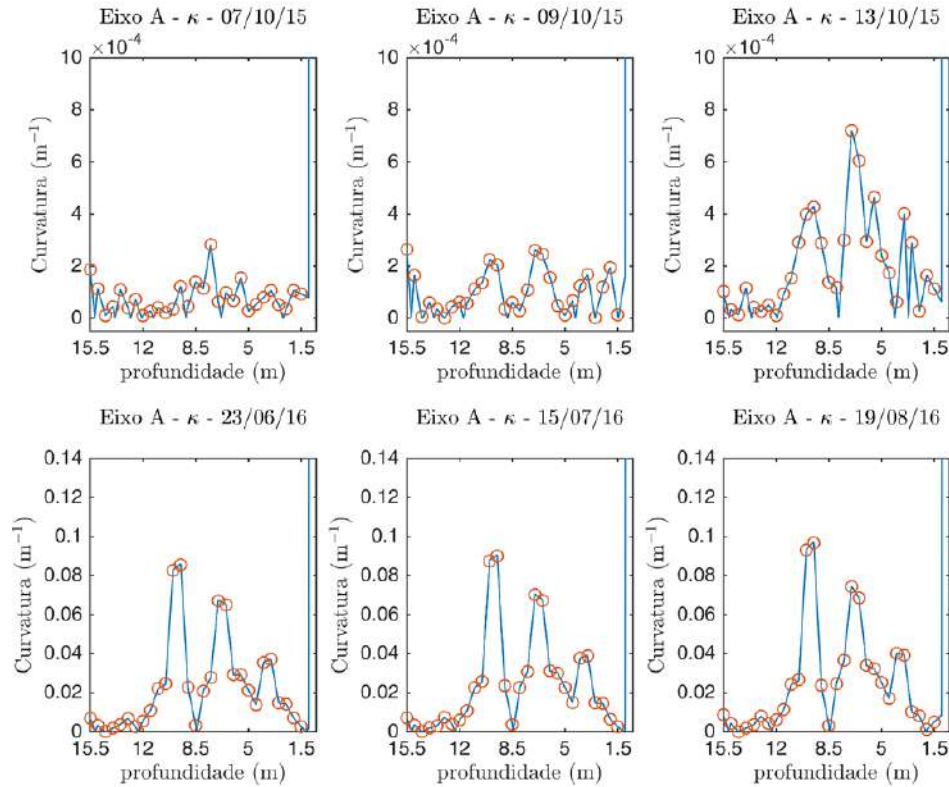 Eixo A - κ - 07/10/15
×10⁻⁴
10
8
6
4
2
0
Curvatura (m⁻¹)
15.5 12 8.5 5 1.5
profundidade (m)
Eixo A - κ - 09/10/15
×10⁻⁴
10
8
6
4
2
0
Curvatura (m⁻¹)
15.5 12 8.5 5 1.5
profundidade (m)
Eixo A - κ - 13/10/15
×10⁻⁴
10
8
6
4
2
0
Curvatura (m⁻¹)
15.5 12 8.5 5 1.5
profundidade (m)
Eixo A - κ - 23/06/16
0.14
0.12
0.1
0.08
0.06
0.04
0.02
0
Curvatura (m⁻¹)
15.5 12 8.5 5 1.5
profundidade (m)
Eixo A - κ - 15/07/16
0.14
0.12
0.1
0.08
0.06
0.04
0.02
0
Curvatura (m⁻¹)
15.5 12 8.5 5 1.5
profundidade (m)
Eixo A - κ - 19/08/16
0.14
0.12
0.1
0.08
0.06
0.04
0.02
0
Curvatura (m⁻¹)
15.5 12 8.5 5 1.5
profundidade (m)